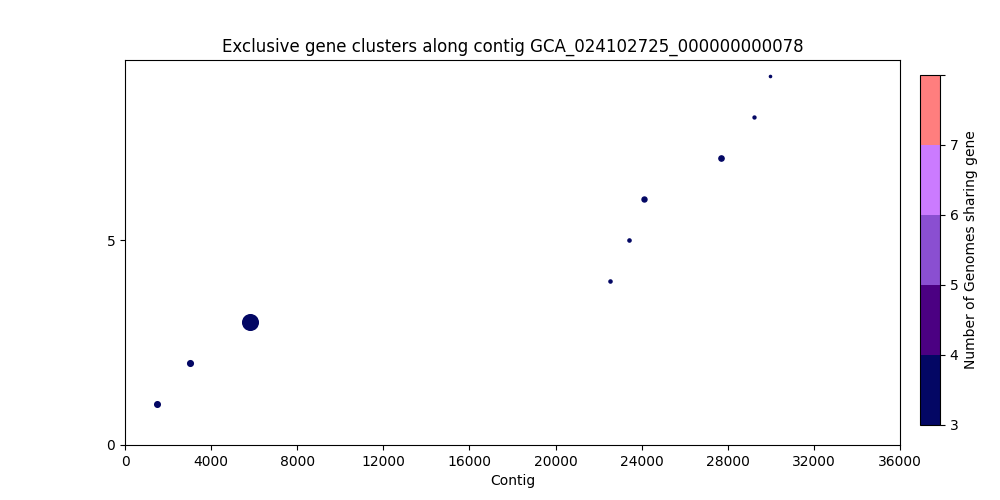 Exclusive gene clusters along contig GCA_024102725_000000000078
5
0
0 4000 8000 12000 16000 20000 24000 28000 32000 36000
Contig
7
6
5
4
3
Number of Genomes sharing gene